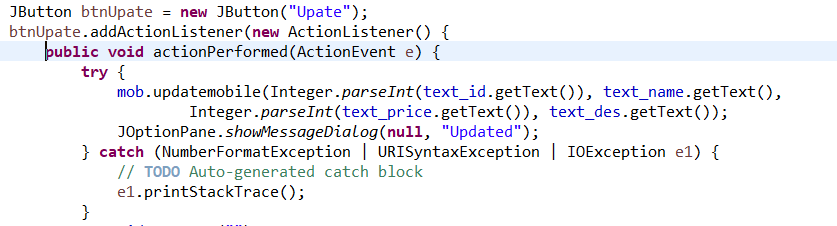 JButton btnUpate = new JButton("Upate");
btnUpate.addActionListener(new ActionListener() {
public void actionPerformed(ActionEvent e) {
try {
mob.updatemobile(Integer.parseInt(text_id.getText()), text_name.getText(),
Integer.parseInt(text_price.getText()), text_des.getText());
JOptionPane.showMessageDialog(null, "Updated");
} catch (NumberFormatException | URISyntaxException | IOException e1) {
// TODO Auto-generated catch block
e1.printStackTrace();
}